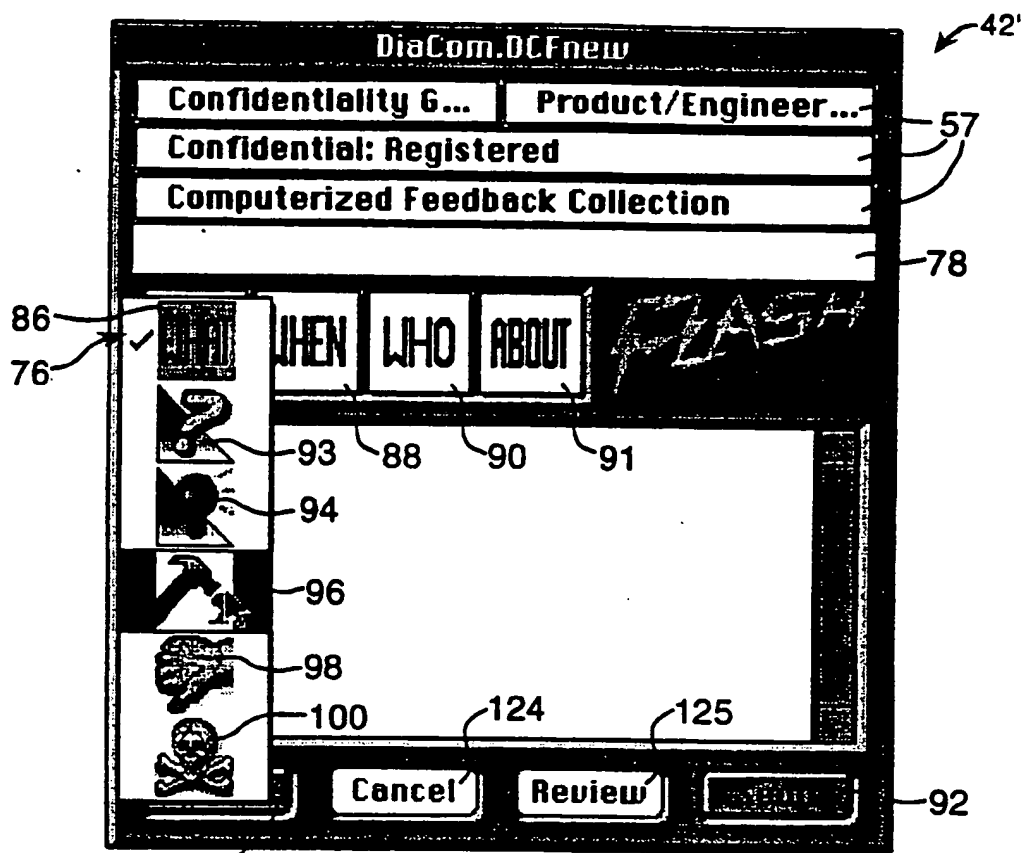 42'
DiaCom.DCFnew
Confidentiality G... Product/Engineer...
57
Confidential: Registered
Computerized Feedback Collection
78
86 WHAT WHEN WHO ABOUT FLASH
76
93 88 90 91
94
96
98
100 124 125
Cancel Review 92